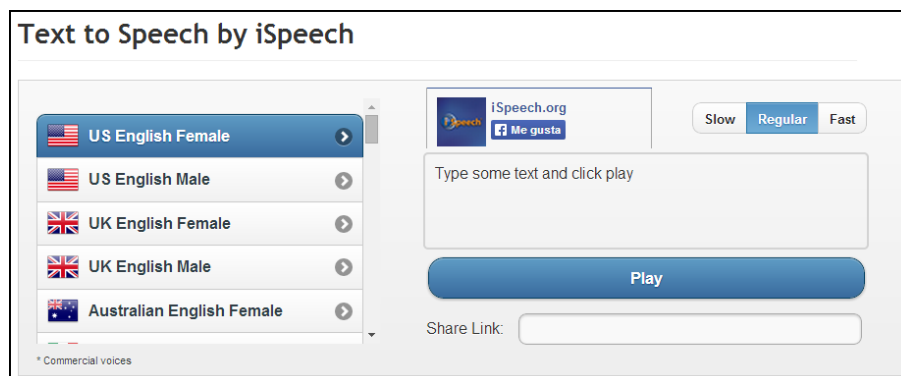 Text to Speech by iSpeech
US English Female
US English Male
UK English Female
UK English Male
Australian English Female
* Commercial voices
iSpeech
iSpeech.org
f Me gusta
Slow Regular Fast
Type some text and click play
Play
Share Link: